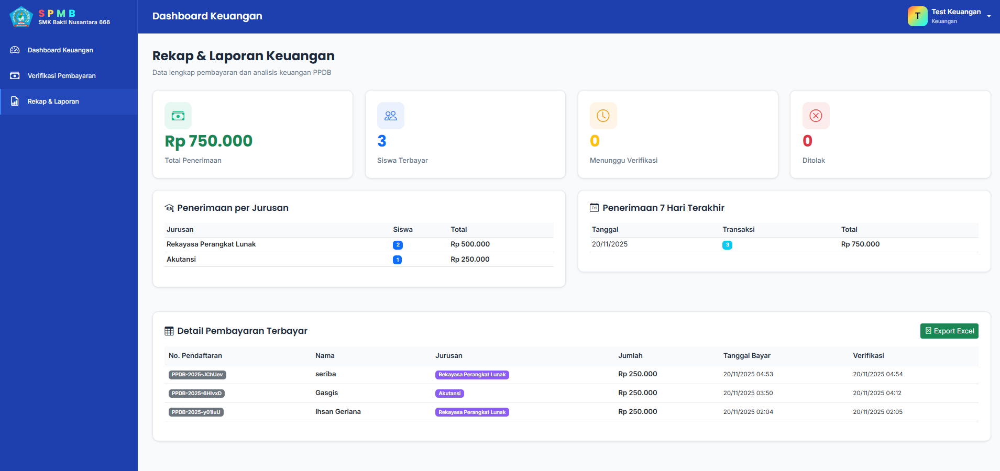 SPMB
SMK Bakti Nusantara 666
Dashboard Keuangan
Verifikasi Pembayaran
Rekap & Laporan
Dashboard Keuangan
T
Test Keuangan
Keuangan
Rekap & Laporan Keuangan
Data lengkap pembayaran dan analisis keuangan PPDB
Rp 750.000
Total Penerimaan
3
Siswa Terbayar
0
Menunggu Verifikasi
0
Ditolak
Penerimaan per Jurusan
Jurusan Siswa Total
Rekayasa Perangkat Lunak 2 Rp 500.000
Akutansi 1 Rp 250.000
Fri Penerimaan 7 Hari Terakhir
Tanggal Transaksi Total
20/11/2025 3 Rp 750.000
Detail Pembayaran Terbayar
Export Excel
No. Pendaftaran Nama Jurusan Jumlah Tanggal Bayar Verifikasi
PPDB-2025-JChUev seriba Rekayasa Perangkat Lunak Rp 250.000 20/11/2025 04:53 20/11/2025 04:54
Gasgis Akutansi Rp 250.000 20/11/2025 03:50 20/11/2025 04:12
Ihsan Geriana Rekayasa Perangkat Lunak Rp 250.000 20/11/2025 02:04 20/11/2025 02:05